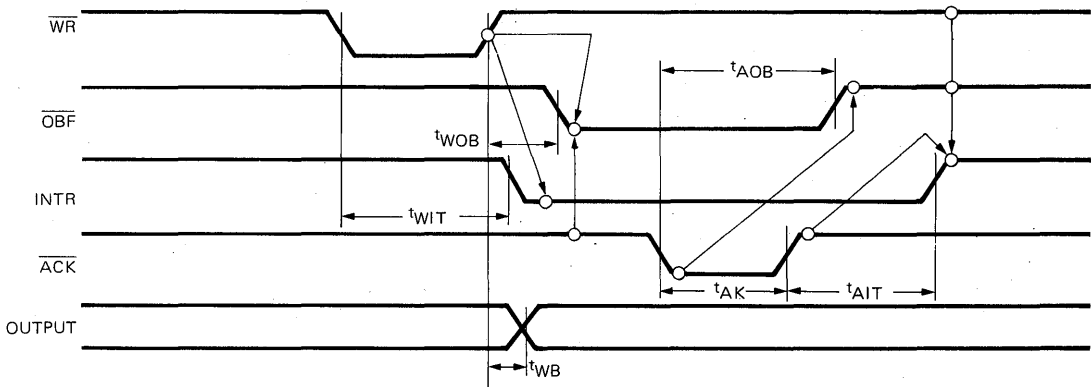 WR
tAOB
OBF
tWOB
INTR
tWIT
ACK
tAK
tAIT
OUTPUT
tWB